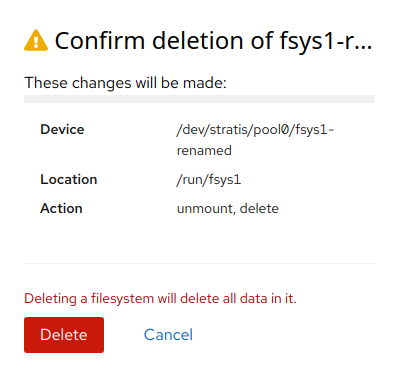 Confirm deletion of fsys1-r...
These changes will be made:
Device
/dev/stratis/pool0/fsys1-
renamed
Location
/run/fsys1
Action
unmount, delete
Deleting a filesystem will delete all data in it.
Delete
Cancel